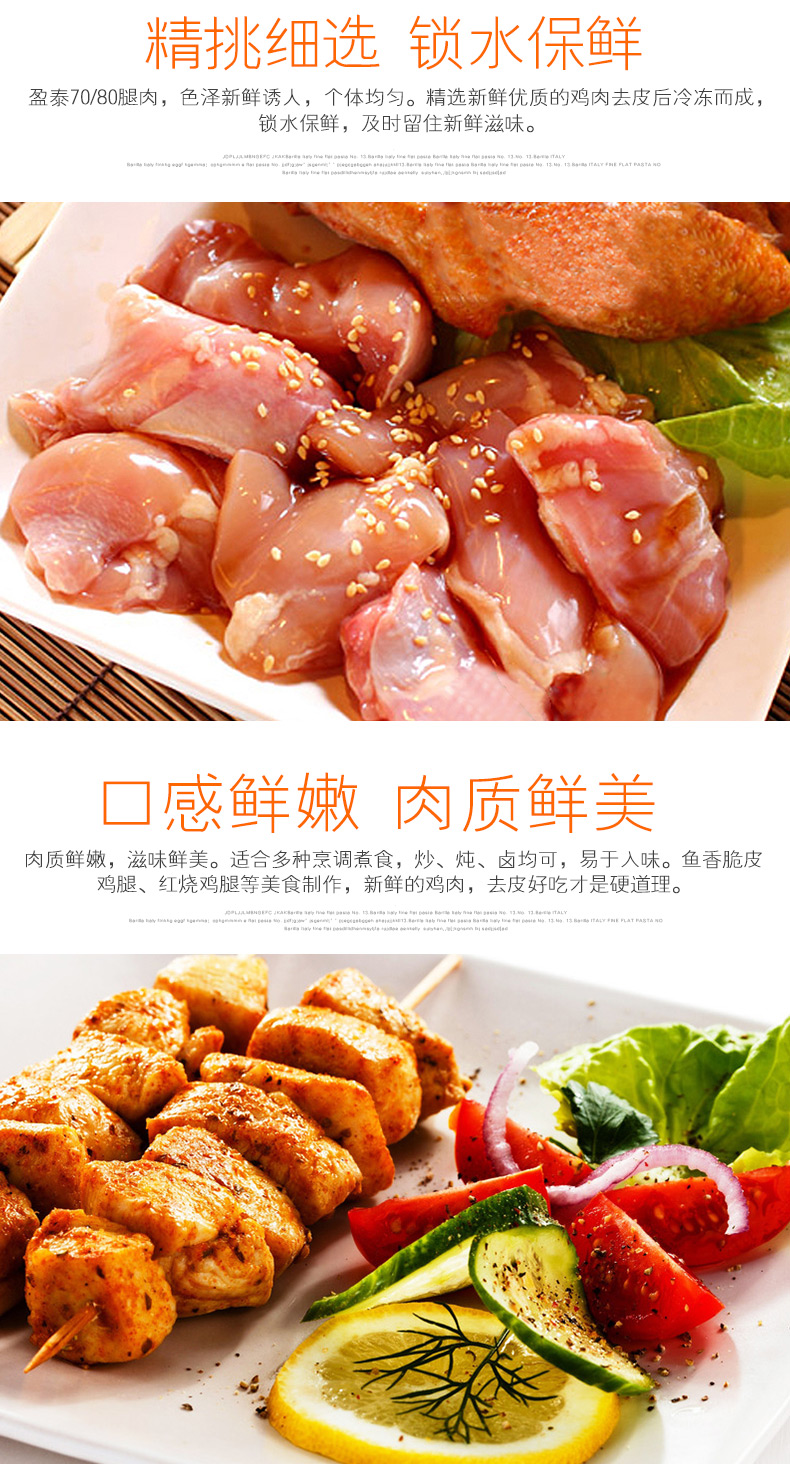 精挑细选 锁水保鲜
盈泰70/80腿肉，色泽新鲜诱人，个体均匀。精选新鲜优质的鸡肉去皮后冷冻而成，
锁水保鲜，及时留住新鲜滋味。
口感鲜嫩 肉质鲜美
肉质鲜嫩，滋味鲜美。适合多种烹调煮食，炒、炖、卤均可，易于入味。鱼香脆皮
鸡腿、红烧鸡腿等美食制作，新鲜的鸡肉，去皮好吃才是硬道理。